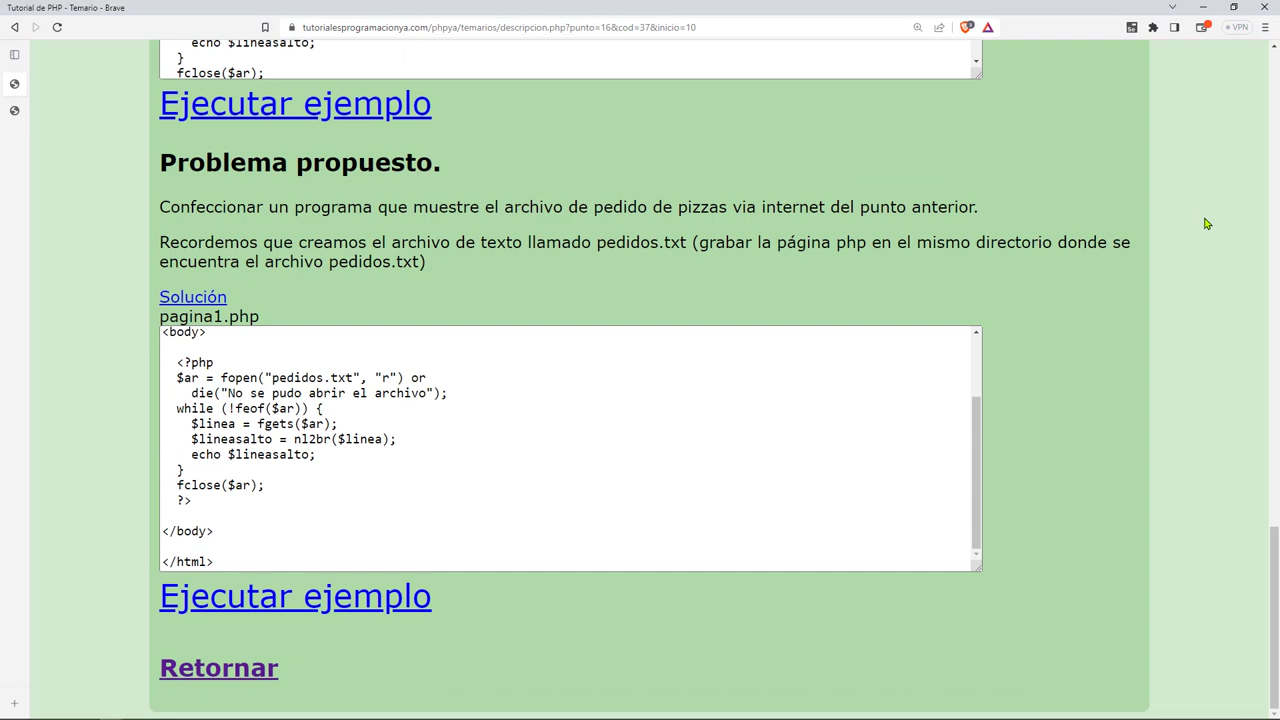 Tutorial de PHP - Temario - Brave
tutorialesprogramacionya.com/phpya/temarios/descripcion.php?punto=16&cod=37&inicio=10
VPN
echo $lineasalto;
}
fclose($ar);
Ejecutar ejemplo
Problema propuesto.
Confeccionar un programa que muestre el archivo de pedido de pizzas via internet del punto anterior.
Recordemos que creamos el archivo de texto llamado pedidos.txt (grabar la página php en el mismo directorio donde se
encuentra el archivo pedidos.txt)
Solución
pagina1.php
<body>
<?php
$ar = fopen("pedidos.txt", "r") or
die("No se pudo abrir el archivo");
while (!feof($ar)) {
$linea = fgets($ar);
$lineasalto = nl2br($linea);
echo $lineasalto;
}
fclose($ar);
?>
</body>
</html>
Ejecutar ejemplo
Retornar